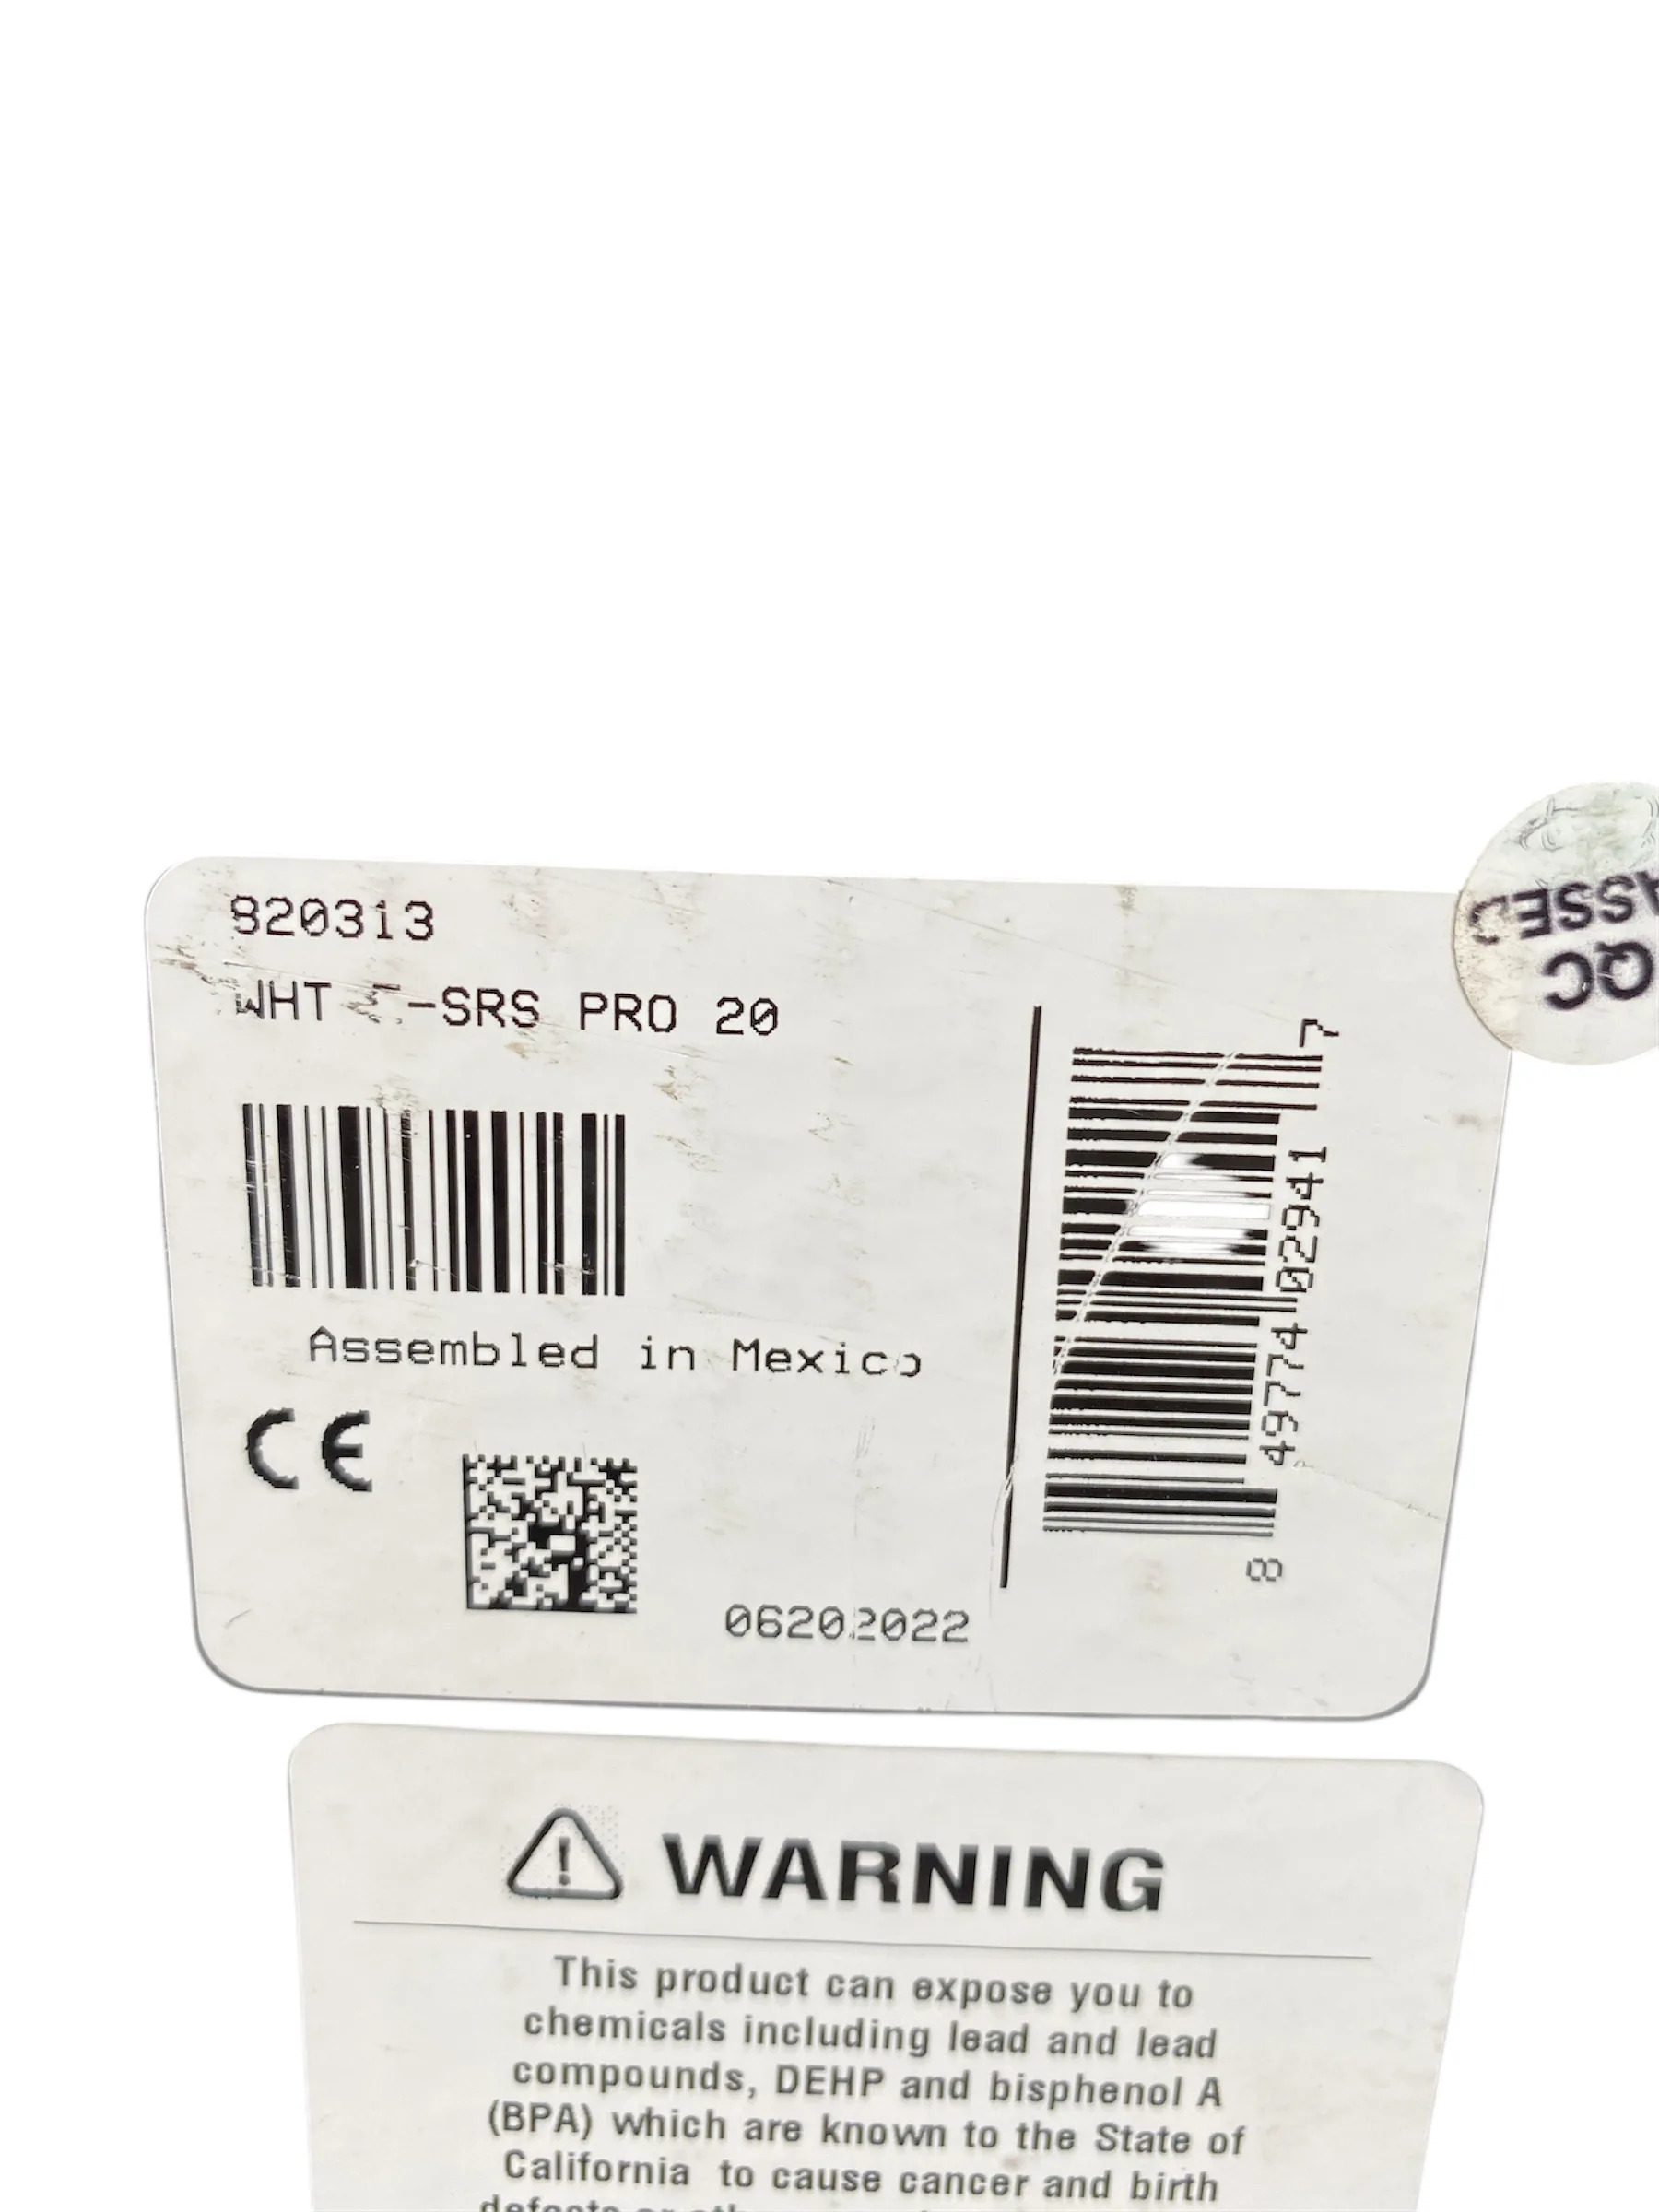 820313
WHT -SRS PRO 20
Assembled in Mexico
CE
06202022
8 49774 02941 7
QC
WARNING
This product can expose you to
chemicals including lead and lead
compounds, DEHP and bisphenol A
(BPA) which are known to the State of
California to cause cancer and birth
defects or